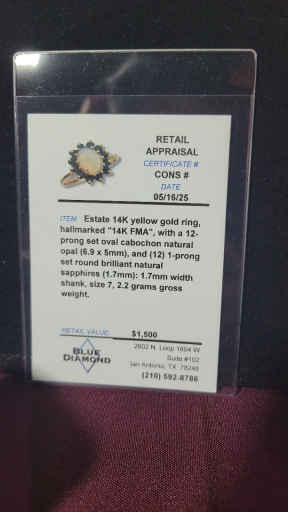 RETAIL
APPRAISAL
CERTIFICATE #
CONS #
DATE
05/16/25
ITEM: Estate 14K yellow gold ring,
hallmarked "14K FMA", with a 12-
prong set oval cabochon natural
opal (6.9 x 5mm), and (12) 1-prong
set round brilliant natural
sapphires (1.7mm): 1.7mm width
shank, size 7, 2.2 grams gross
weight.
RETAIL VALUE: $1,500
BLUE
DIAMOND
2602 N. Loop 1604 W
Suite #102
San Antonio, TX 78248
(210) 592-8786